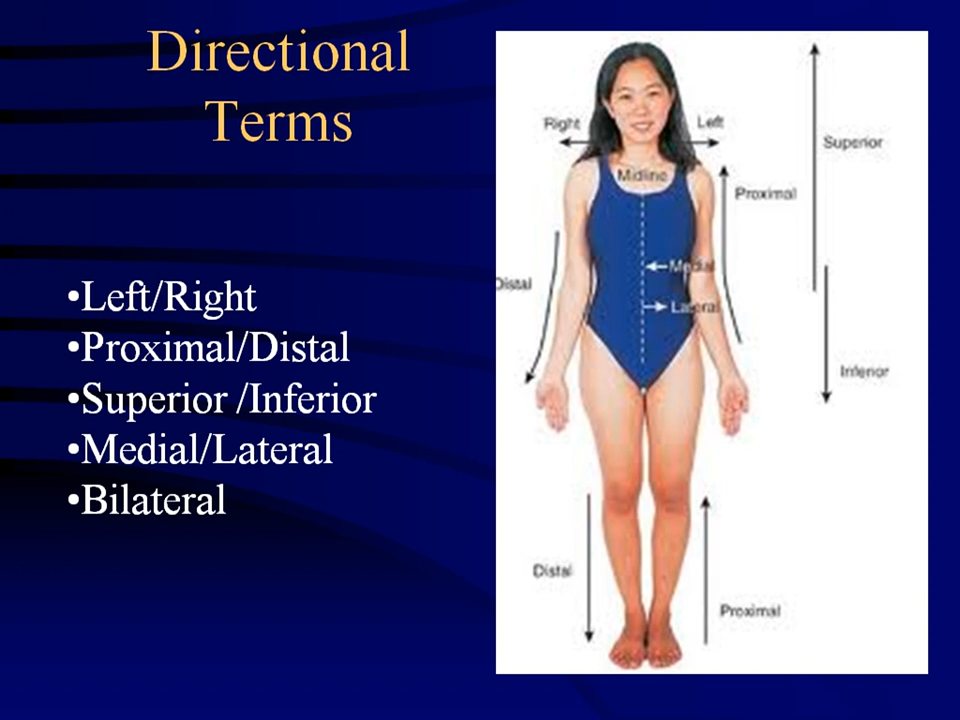 Directional
Terms
•Left/Right
•Proximal/Distal
•Superior /Inferior
•Medial/Lateral
•Bilateral
Right
Left
Superior
Midline
Proximal
Medial
Distal
Lateral
Inferior
Distal
Proximal